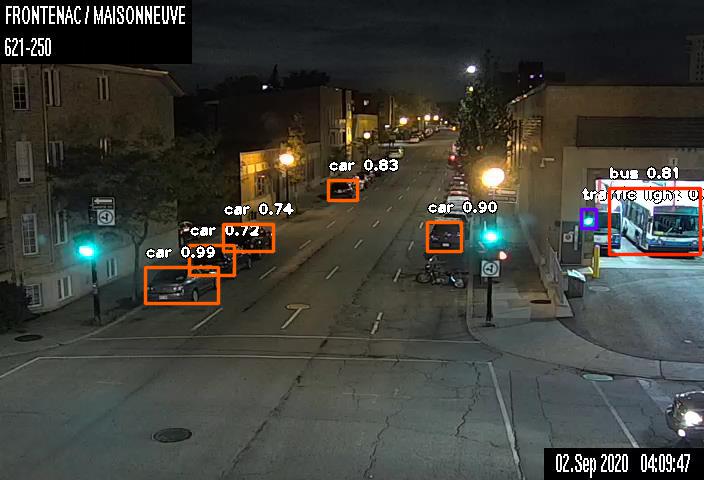 FRONTENAC / MAISONNEUVE
621-250
car 0.83
bus 0.81
traffic light 0.
car 0.74
car 0.90
car 0.72
car 0.99
02.Sep 2020 04:09:47